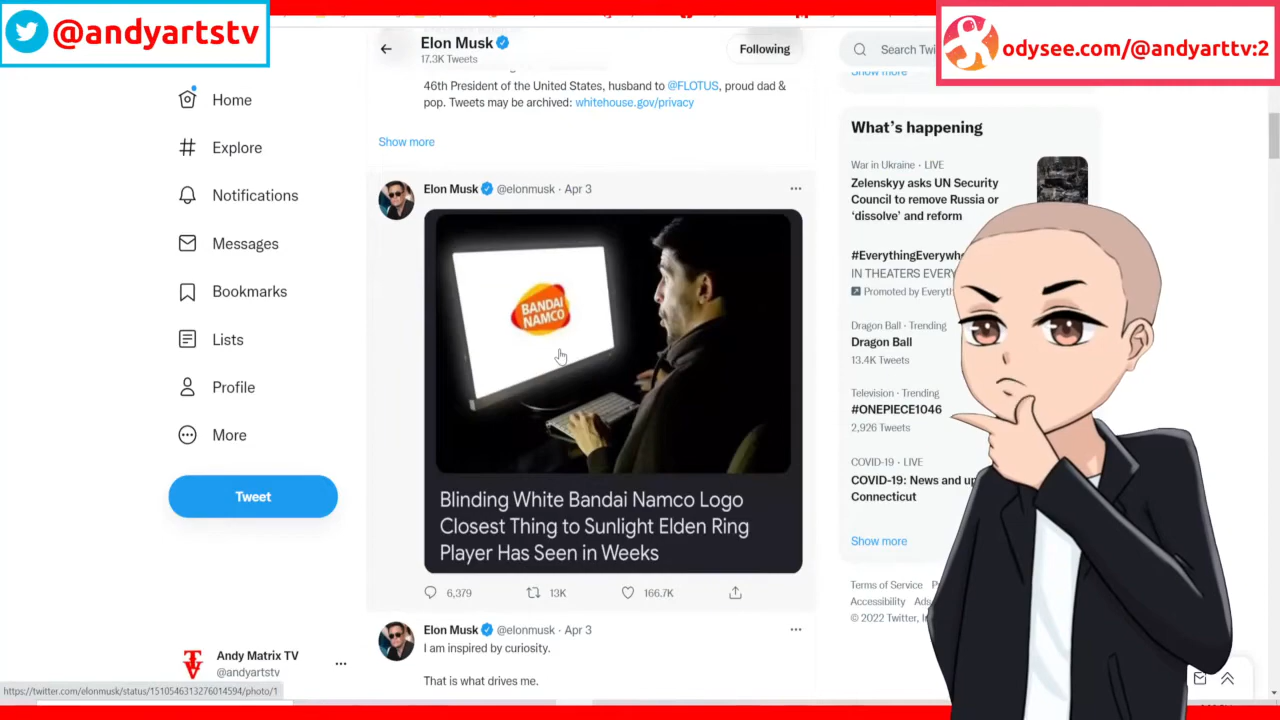 @andyartstv
odysee.com/@andyarttv:2
Elon Musk
17.3K Tweets
Following
Search Twi
Home
Explore
Notifications
Messages
Bookmarks
Lists
Profile
More
Tweet
Andy Matrix TV
@andyartstv
https://twitter.com/elonmusk/status/1510546313276014594/photo/1
46th President of the United States, husband to @FLOTUS, proud dad &
pop. Tweets may be archived: whitehouse.gov/privacy
Show more
Elon Musk @elonmusk · Apr 3
BANDAI
NAMCO
Blinding White Bandai Namco Logo
Closest Thing to Sunlight Elden Ring
Player Has Seen in Weeks
6,379
13K
166.7K
Elon Musk @elonmusk · Apr 3
I am inspired by curiosity.
That is what drives me.
Show more
What's happening
War in Ukraine · LIVE
Zelenskyy asks UN Security
Council to remove Russia or
'dissolve' and reform
#EverythingEverywhe
IN THEATERS EVERY
Promoted by Everyth
Dragon Ball · Trending
Dragon Ball
13.4K Tweets
Television · Trending
#ONEPIECE1046
2,926 Tweets
COVID-19 · LIVE
COVID-19: News and up
Connecticut
Show more
Terms of Service
Accessibility Ads
© 2022 Twitter,